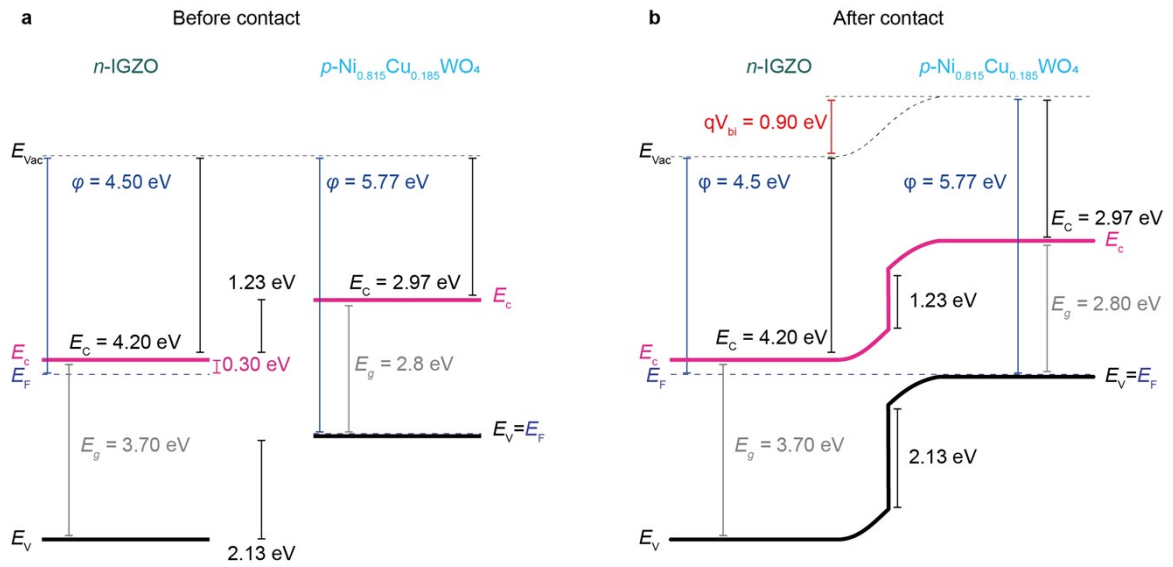 a Before contact
n-IGZO p-Ni0.815Cu0.185WO4
EVac
φ = 4.50 eV φ = 5.77 eV
1.23 eV EC = 2.97 eV Ec
EC = 4.20 eV
Ec
0.30 eV
EF
Eg = 2.8 eV
EV=EF
Eg = 3.70 eV
EV
2.13 eV
b After contact
n-IGZO p-Ni0.815Cu0.185WO4
qVbi = 0.90 eV
EVac
φ = 4.5 eV φ = 5.77 eV
EC = 2.97 eV
Ec
1.23 eV
Eg = 2.80 eV
EC = 4.20 eV
Ec
EF
EV=EF
Eg = 3.70 eV
2.13 eV
EV